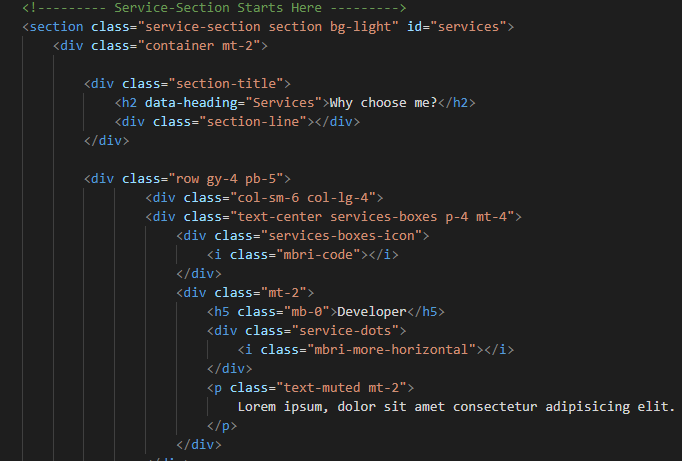 <!--------- Service-Section Starts Here --------->
<section class="service-section section bg-light" id="services">
<div class="container mt-2">
<div class="section-title">
<h2 data-heading="Services">Why choose me?</h2>
<div class="section-line"></div>
</div>
<div class="row gy-4 pb-5">
<div class="col-sm-6 col-lg-4">
<div class="text-center services-boxes p-4 mt-4">
<div class="services-boxes-icon">
<i class="mbri-code"></i>
</div>
<div class="mt-2">
<h5 class="mb-0">Developer</h5>
<div class="service-dots">
<i class="mbri-more-horizontal"></i>
</div>
<p class="text-muted mt-2">
Lorem ipsum, dolor sit amet consectetur adipisicing elit.
</p>
</div>